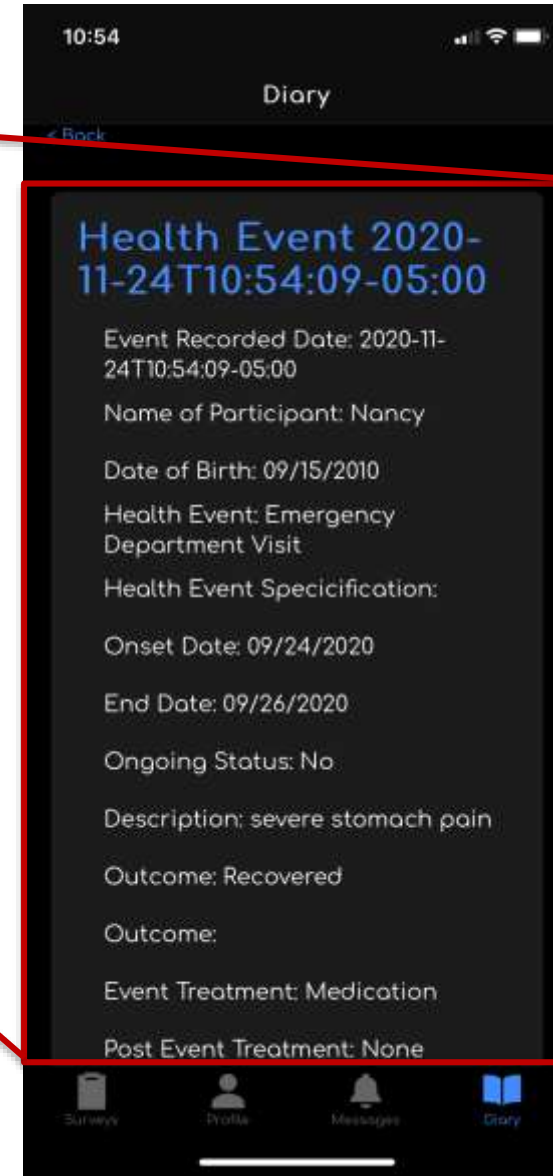 10:54
Diary
< Back
Health Event 2020-
11-24T10:54:09-05:00
Event Recorded Date: 2020-11-
24T10:54:09-05:00
Name of Participant: Nancy
Date of Birth: 09/15/2010
Health Event: Emergency
Department Visit
Health Event Specicification:
Onset Date: 09/24/2020
End Date: 09/26/2020
Ongoing Status: No
Description: severe stomach pain
Outcome: Recovered
Outcome:
Event Treatment: Medication
Post Event Treatment: None
Surveys Profile Messages Diary